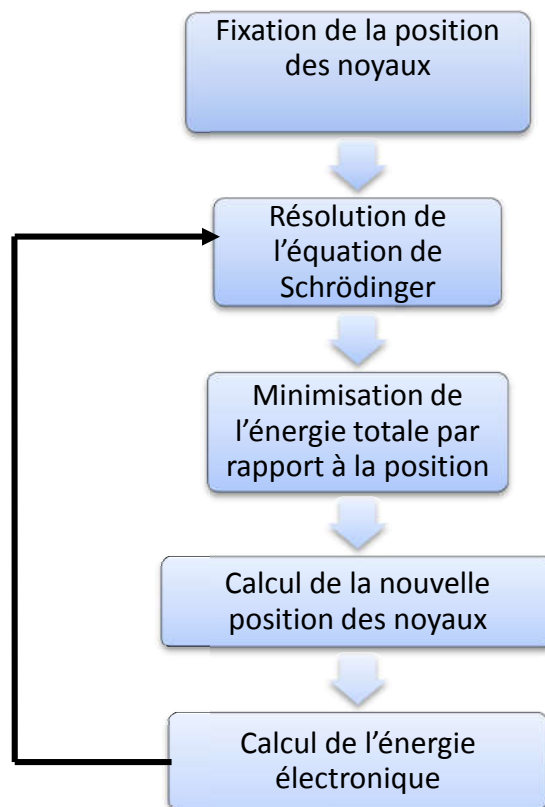 Fixation de la position
des noyaux
Résolution de
l’équation de
Schrödinger
Minimisation de
l’énergie totale par
rapport à la position
Calcul de la nouvelle
position des noyaux
Calcul de l’énergie
électronique